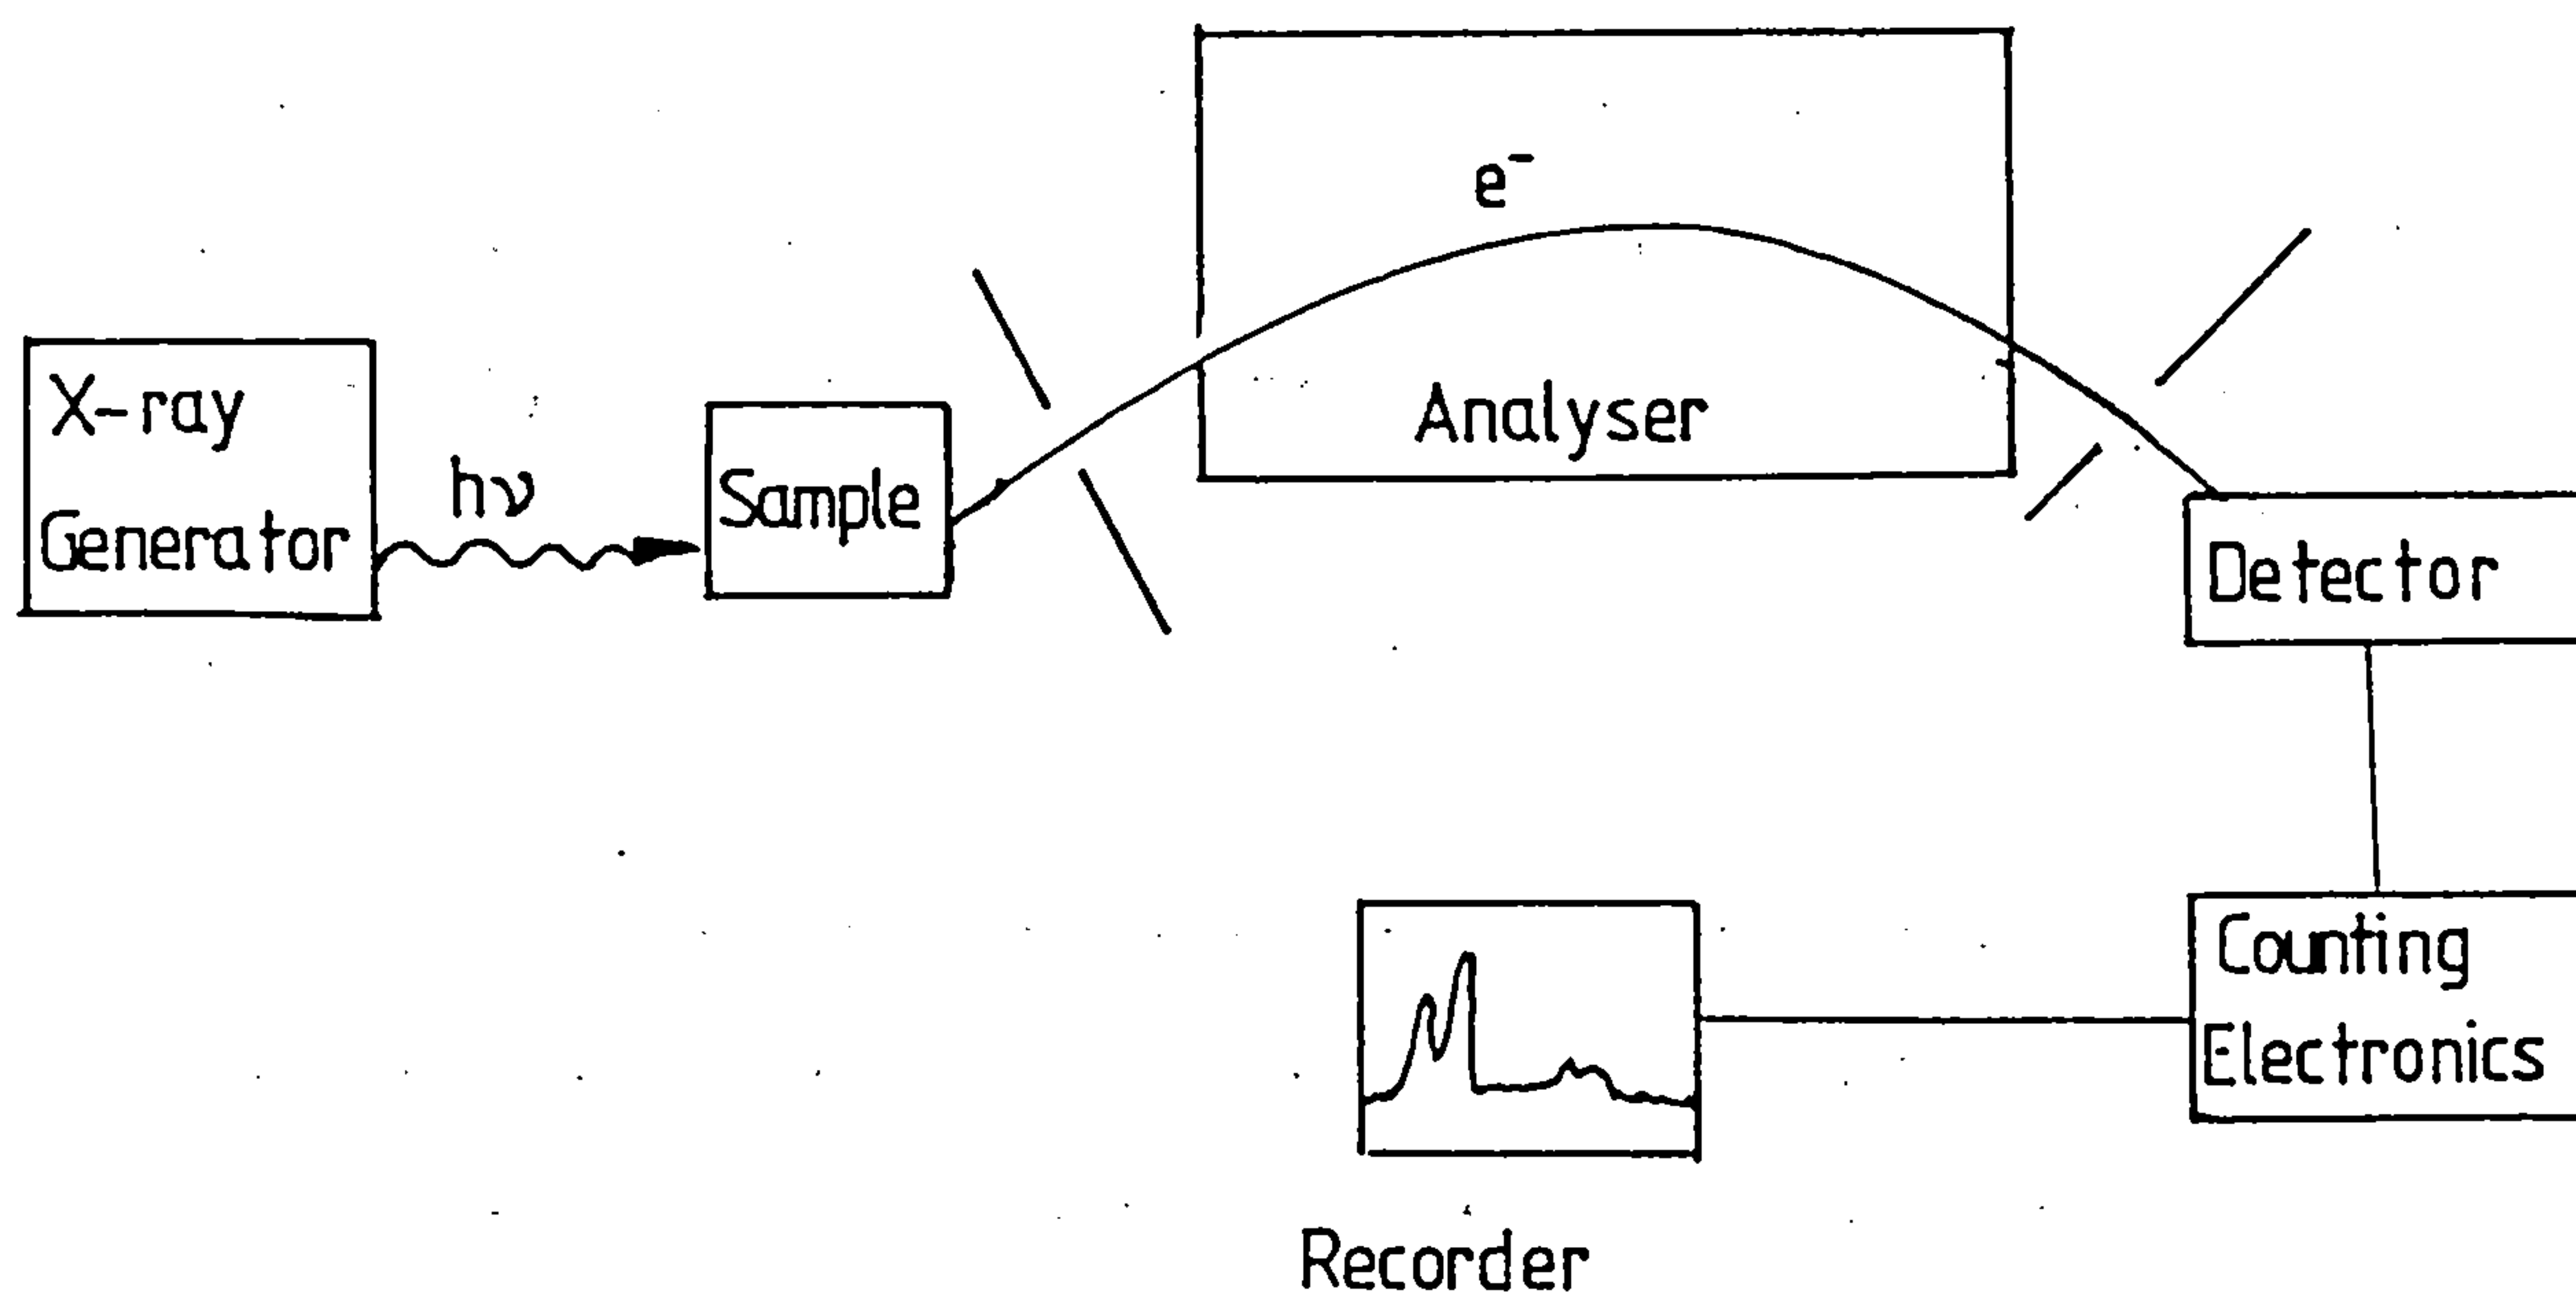 X-ray
Generator
hν
Sample
e⁻
Analyser
Detector
Counting
Electronics
Recorder